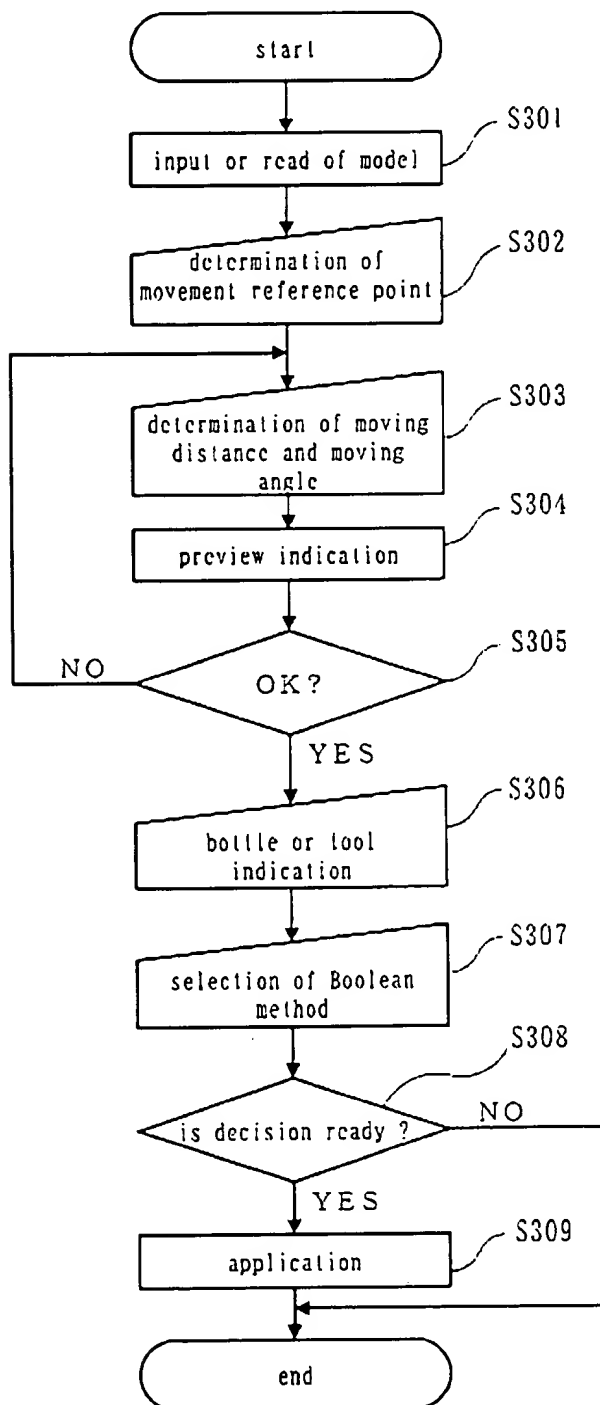 start
S301
input or read of model
S302
determination of
movement reference point
S303
determination of moving
distance and moving
angle
S304
preview indication
S305
NO
OK?
YES
S306
bottle or tool
indication
S307
selection of Boolean
method
S308
NO
is decision ready ?
YES
S309
application
end